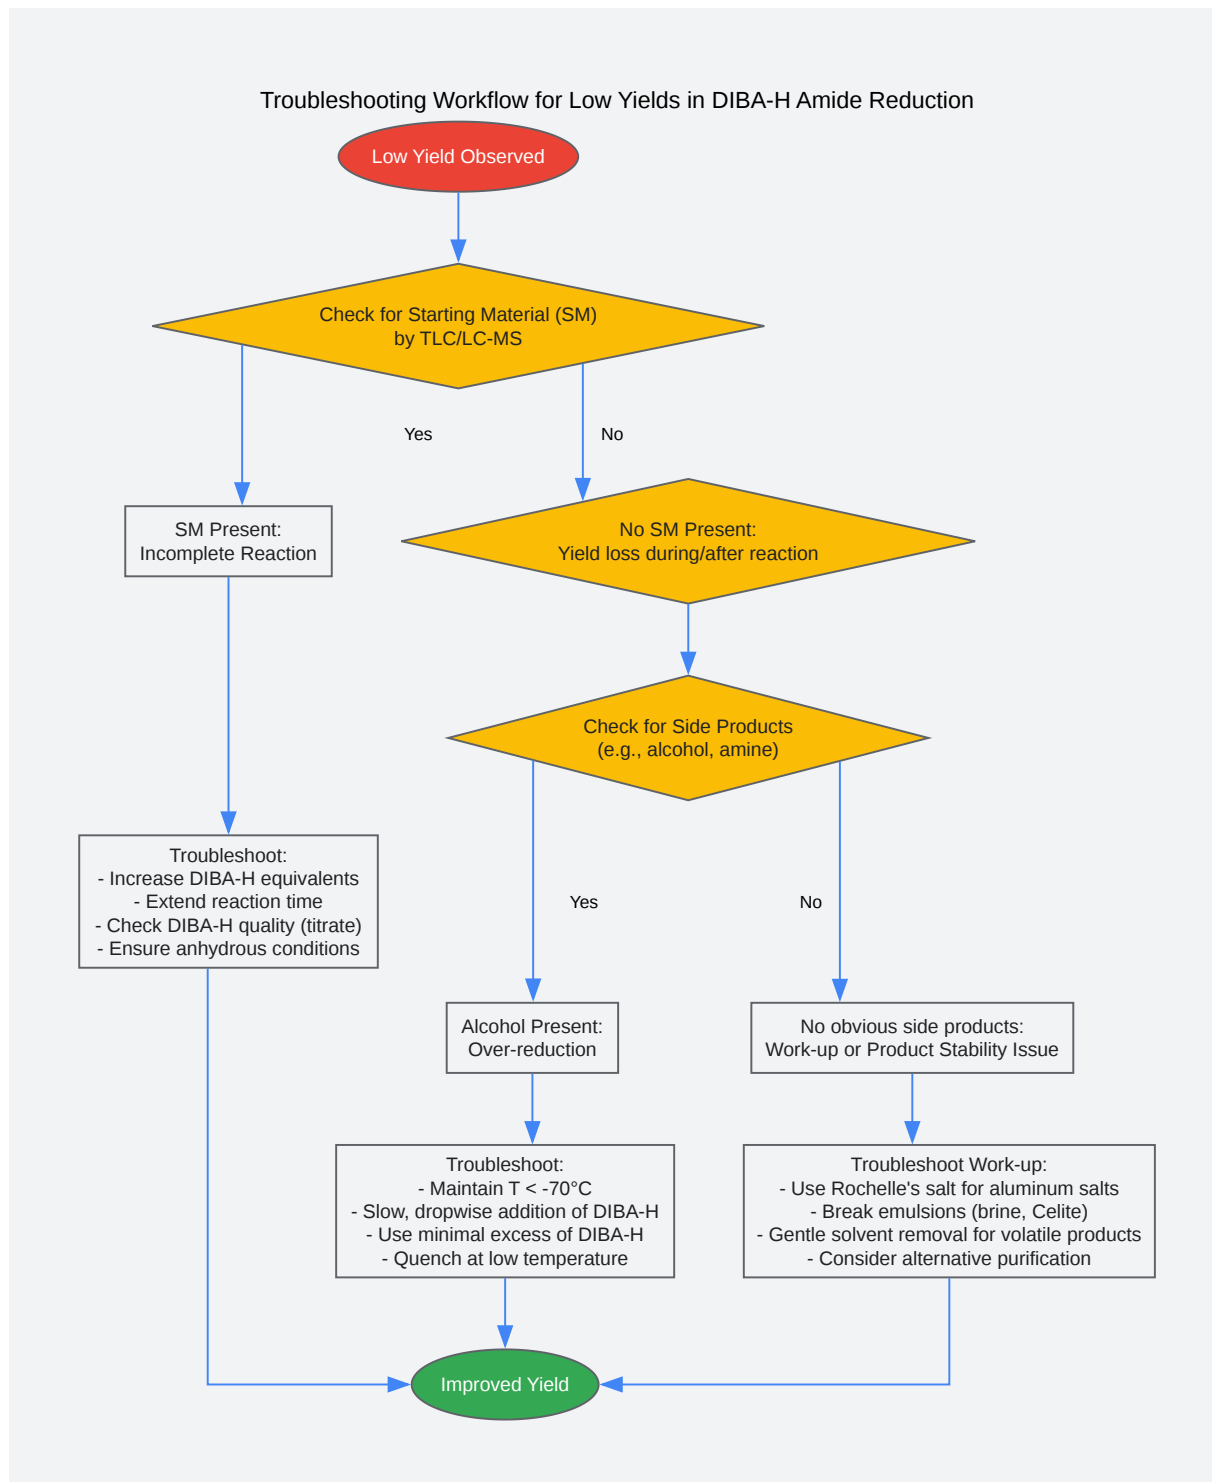 Troubleshooting Workflow for Low Yields in DIBA-H Amide Reduction
Low Yield Observed
Check for Starting Material (SM)
by TLC/LC-MS
Yes
No
SM Present:
Incomplete Reaction
No SM Present:
Yield loss during/after reaction
Check for Side Products
(e.g., alcohol, amine)
Troubleshoot:
- Increase DIBA-H equivalents
- Extend reaction time
- Check DIBA-H quality (titrate)
- Ensure anhydrous conditions
Yes
No
Alcohol Present:
Over-reduction
No obvious side products:
Work-up or Product Stability Issue
Troubleshoot:
- Maintain T < -70°C
- Slow, dropwise addition of DIBA-H
- Use minimal excess of DIBA-H
- Quench at low temperature
Troubleshoot Work-up:
- Use Rochelle's salt for aluminum salts
- Break emulsions (brine, Celite)
- Gentle solvent removal for volatile products
- Consider alternative purification
Improved Yield